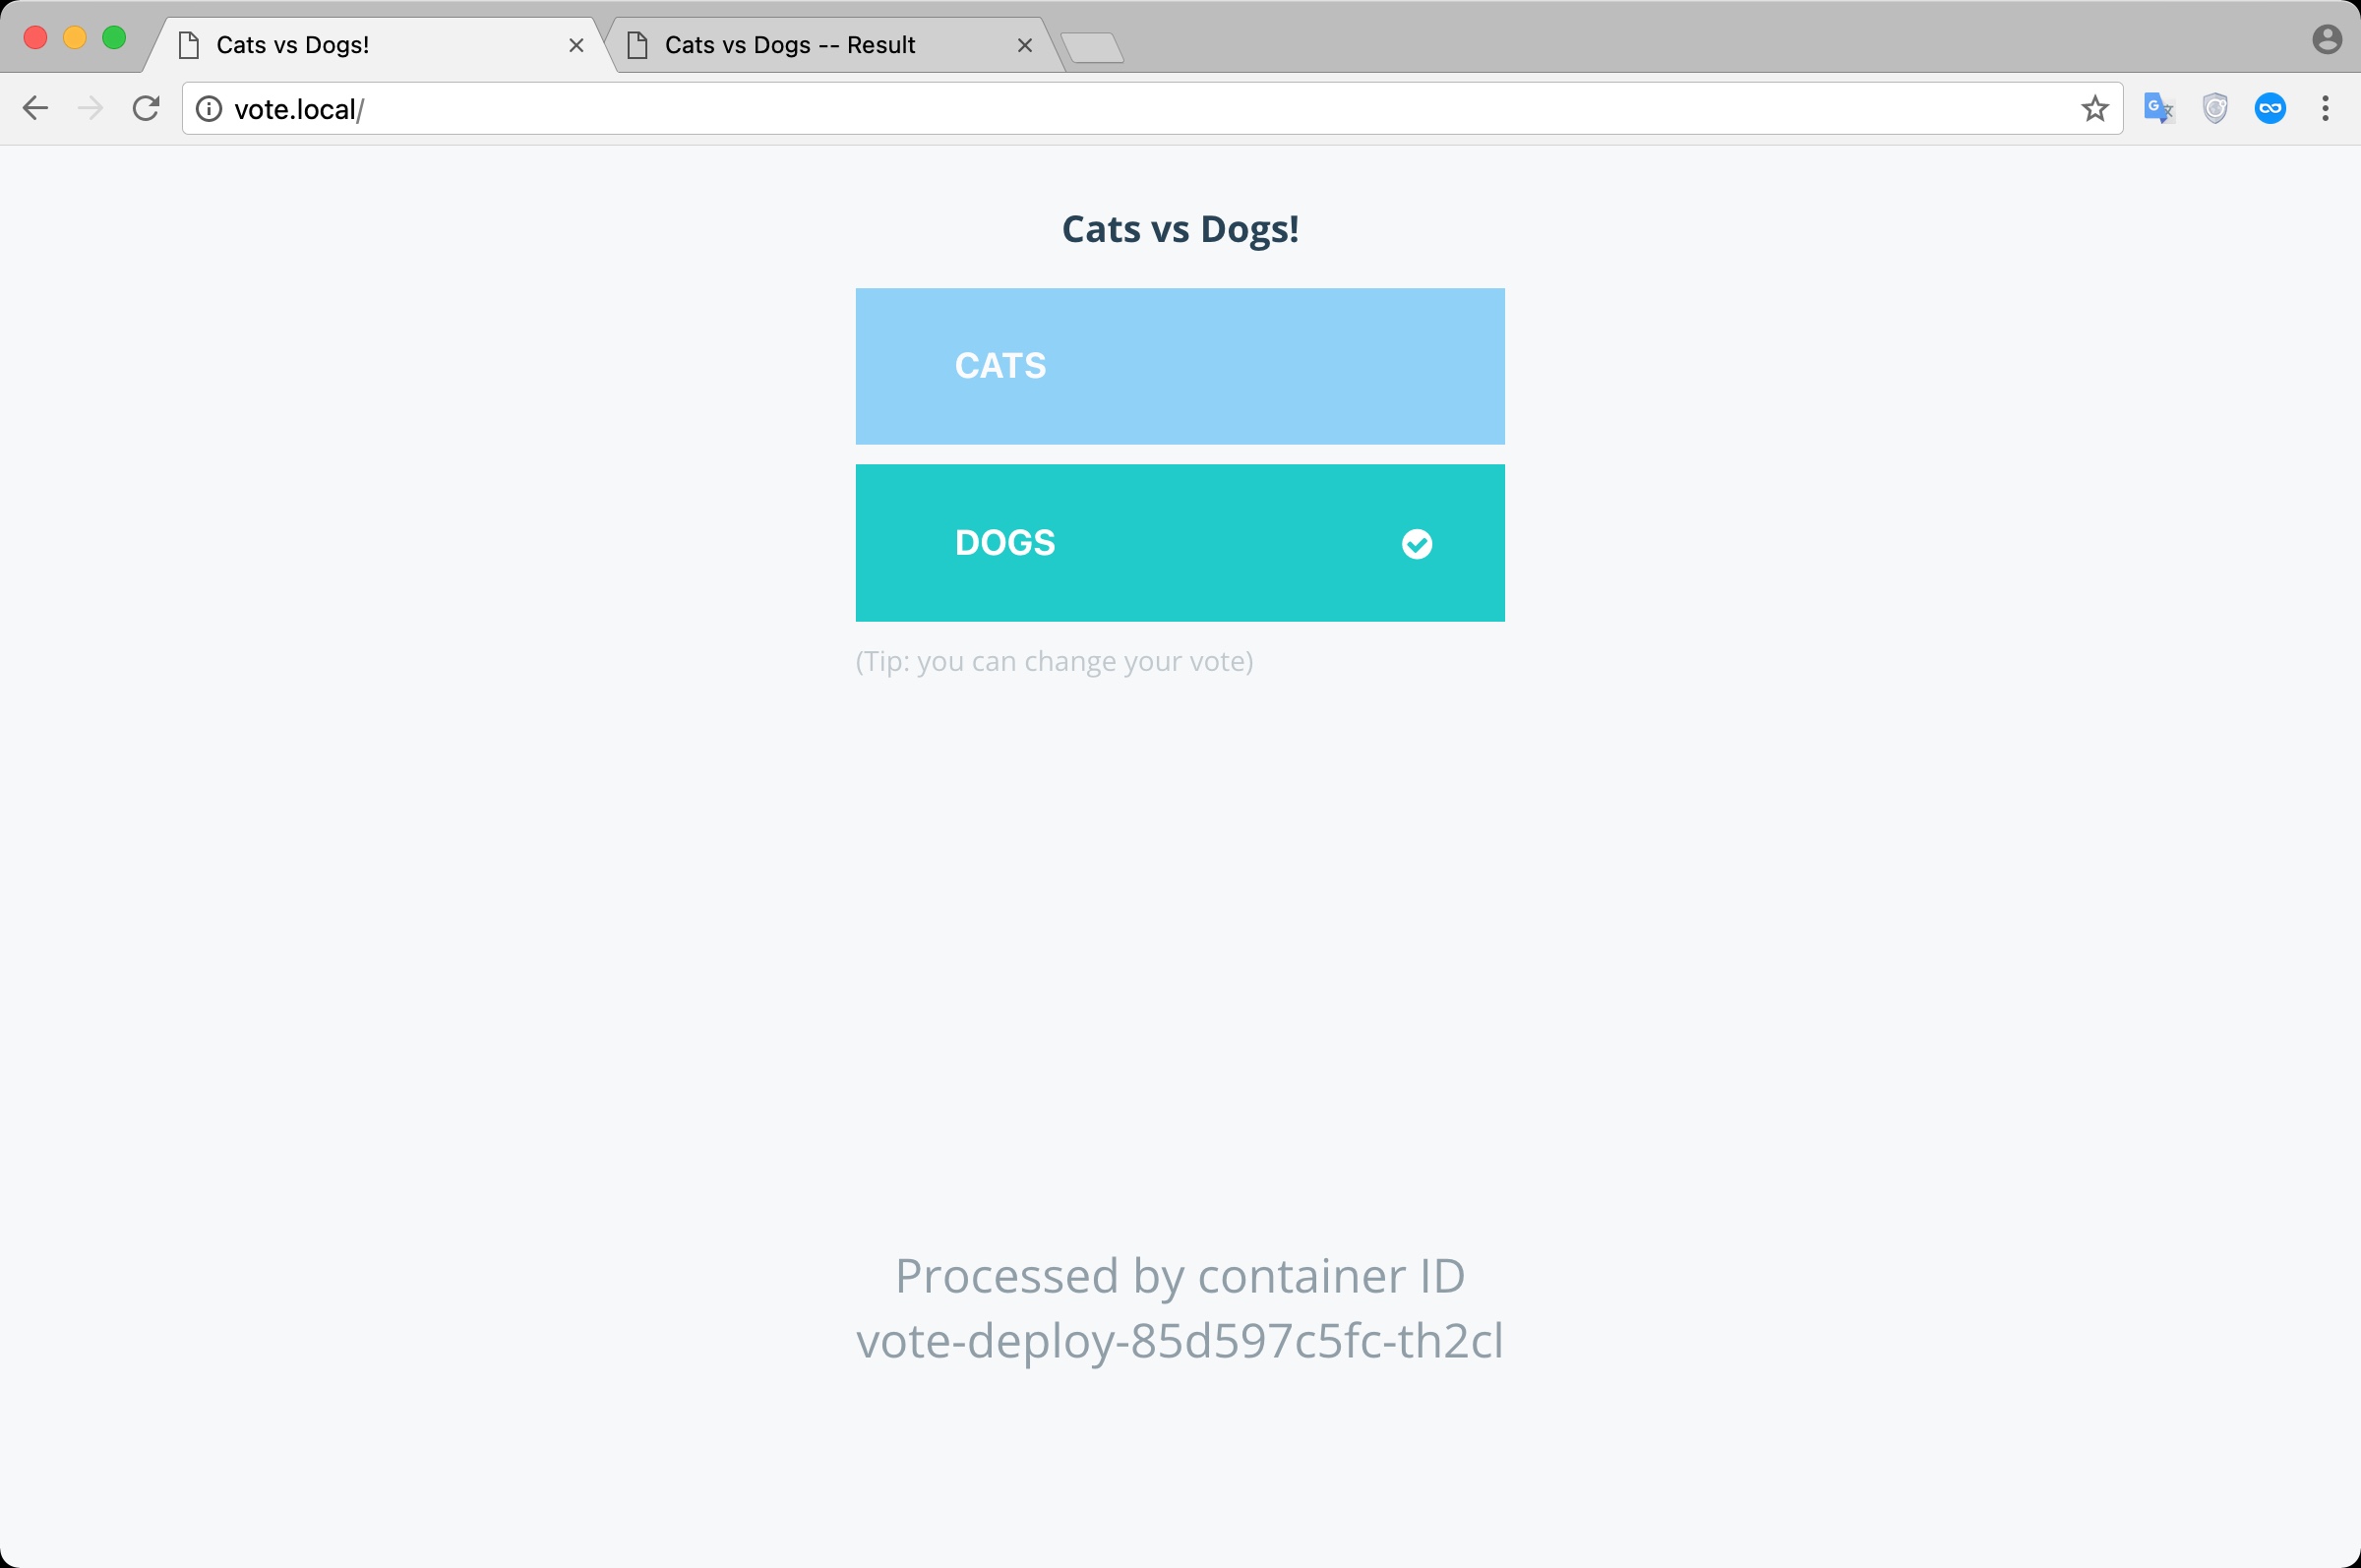 Cats vs Dogs!
Cats vs Dogs -- Result
vote.local/
Cats vs Dogs!
CATS
DOGS
(Tip: you can change your vote)
Processed by container ID
vote-deploy-85d597c5fc-th2cl